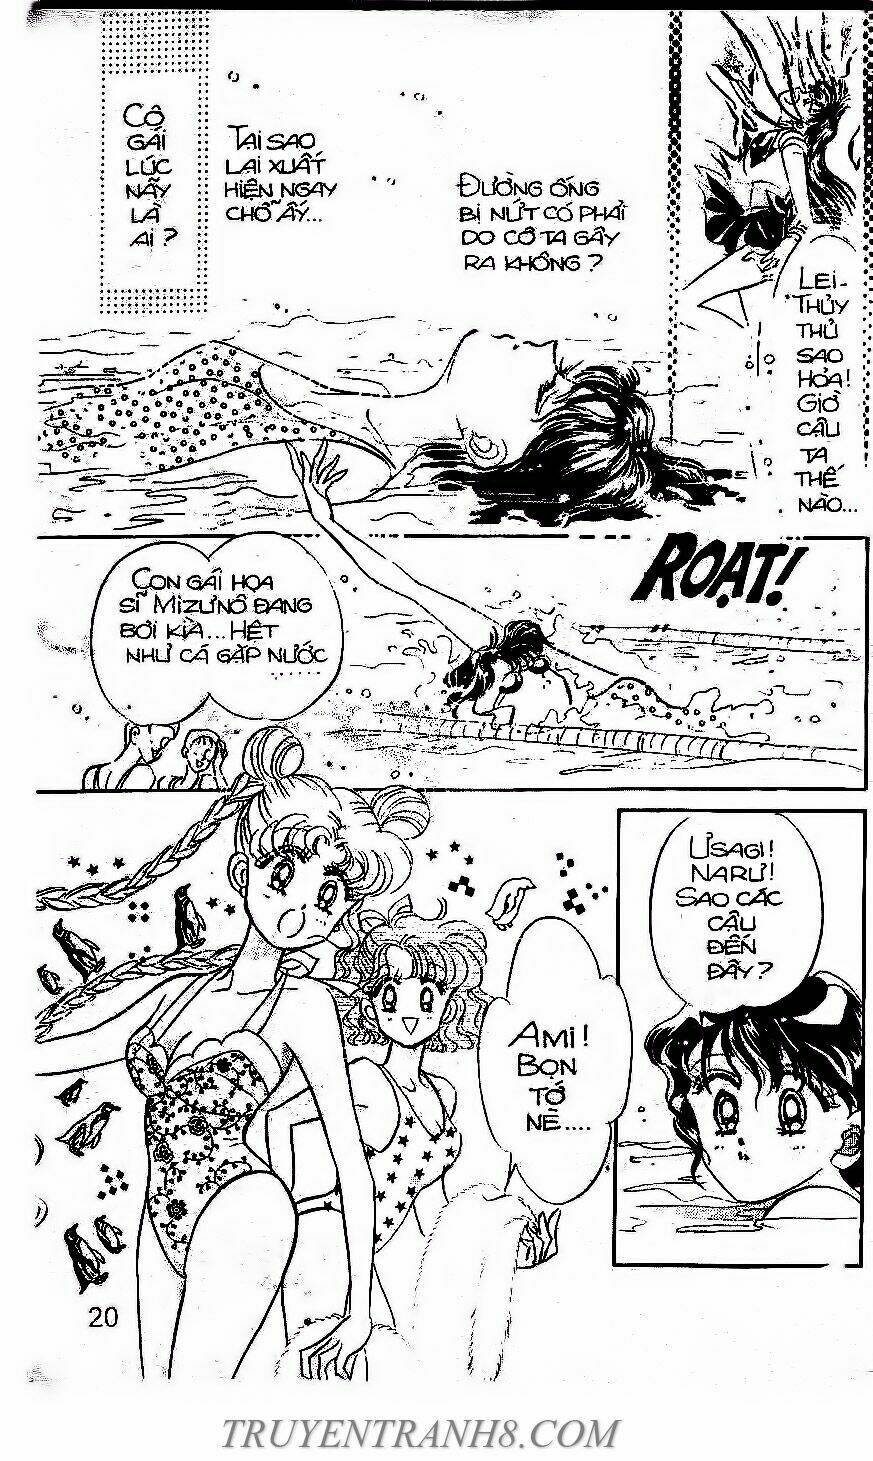 CÔ
GÁI
LÚC
NÃY
LÀ
AI?
TẠI SAO
LẠI XUẤT
HIỆN NGAY
CHỖ ẤY...
ĐƯỜNG ỐNG
BỊ NỨT CÓ PHẢI
DO CÔ TA GÂY
RA KHÔNG?
LEI-
THỦY
THỦ
SAO
HỎA!
GIỜ
CẬU
TA
THẾ
NÀO...
ROẠT!
CON GÁI HỌA
SĨ MIZƯNÔ ĐANG
BƠI KÌA...HỆT
NHƯ CÁ GẶP NƯỚC
ƯSAGI!
NARƯ!
SAO CÁC
CẬU
ĐẾN
ĐÂY?
AMI!
BỌN
TỚ
NÈ....
20
TRUYENTRANH8.COM